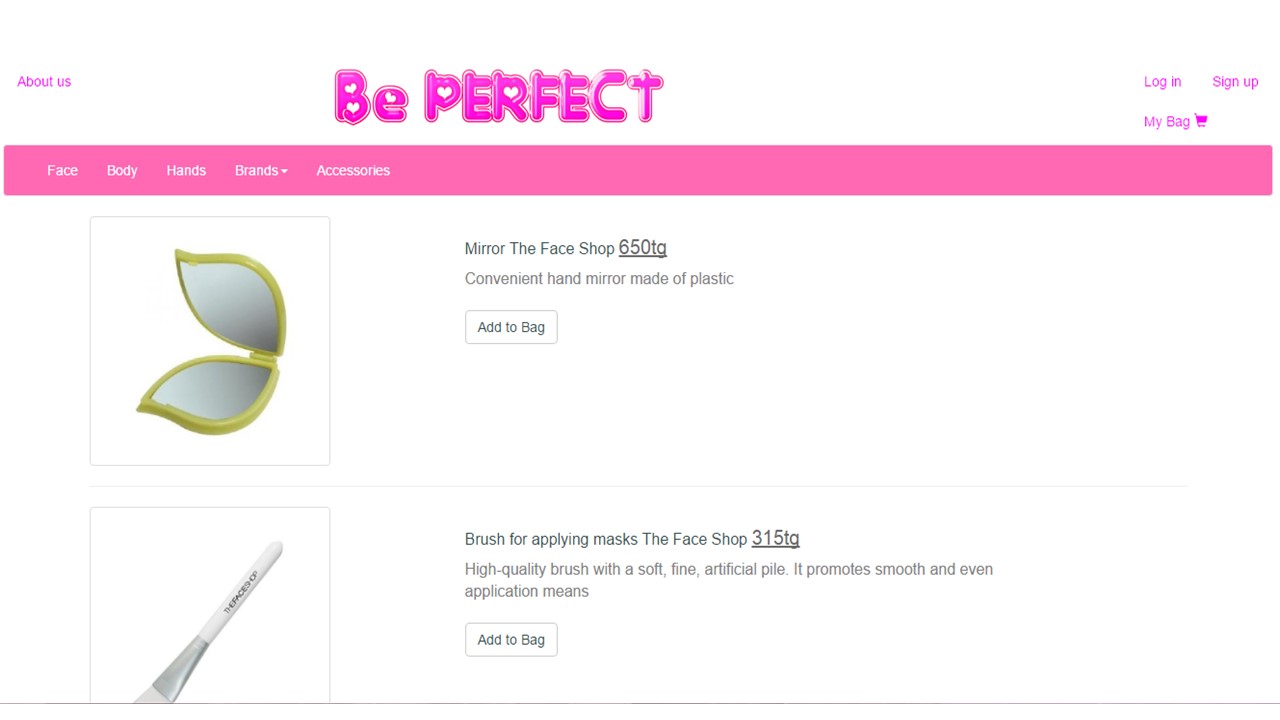 About us
Be PERFECT
Log in
Sign up
My Bag
Face
Body
Hands
Brands
Accessories
Mirror The Face Shop 650tg
Convenient hand mirror made of plastic
Add to Bag
Brush for applying masks The Face Shop 315tg
High-quality brush with a soft, fine, artificial pile. It promotes smooth and even
application means
THEFACESHOP
Add to Bag